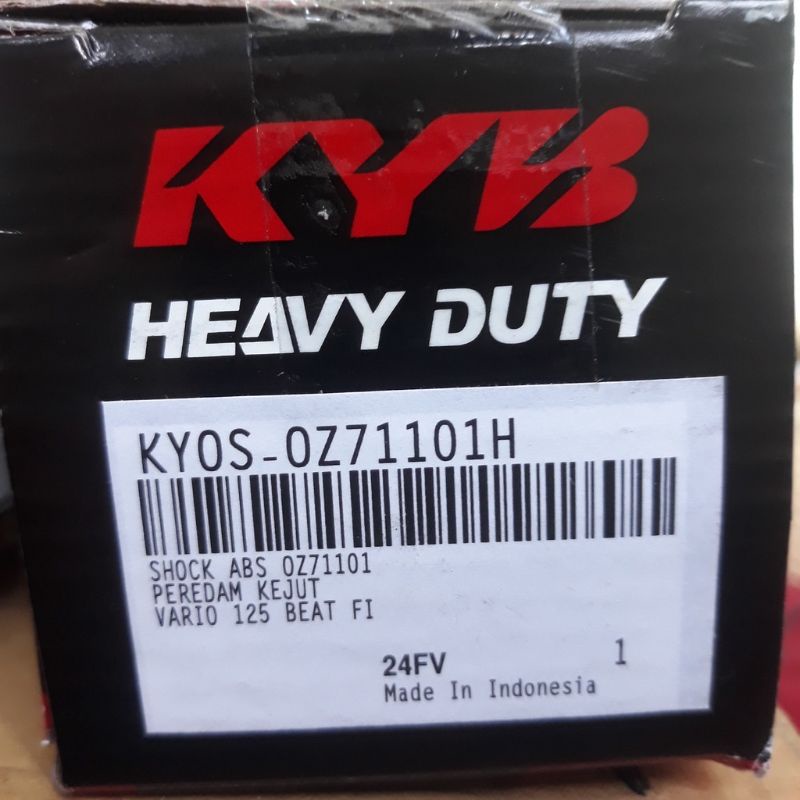 KYB
HEAVY DUTY
KYOS-OZ71101H
SHOCK ABS OZ71101
PEREDAM KEJUT
VARIO 125 BEAT FI
24FV 1
Made In Indonesia